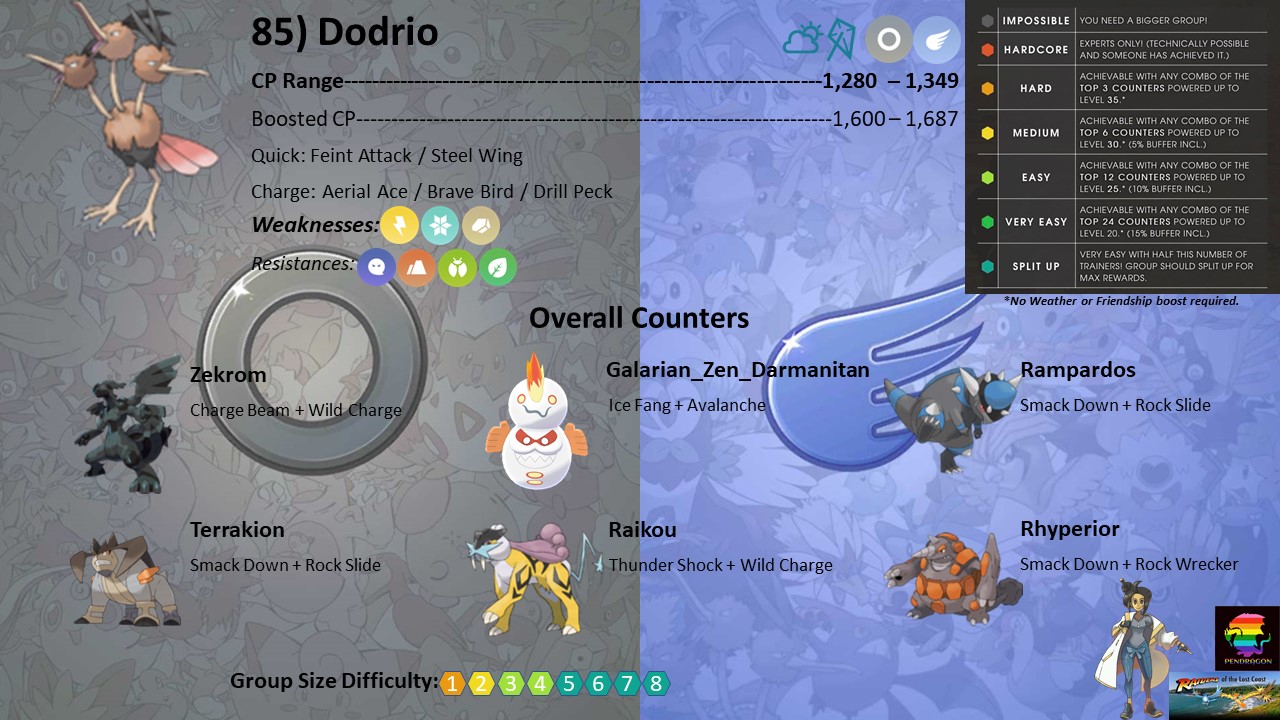 85) Dodrio
CP Range-----------------------------------------------------------------------1,280 – 1,349
Boosted CP-----------------------------------------------------------------------1,600 – 1,687
Quick: Feint Attack / Steel Wing
Charge: Aerial Ace / Brave Bird / Drill Peck
Weaknesses:
Resistances:
IMPOSSIBLE YOU NEED A BIGGER GROUP!
HARDCORE EXPERTS ONLY! (TECHNICALLY POSSIBLE
AND SOMEONE HAS ACHIEVED IT.)
HARD ACHIEVABLE WITH ANY COMBO OF THE
TOP 3 COUNTERS POWERED UP TO
LEVEL 35.*
MEDIUM ACHIEVABLE WITH ANY COMBO OF THE
TOP 6 COUNTERS POWERED UP TO
LEVEL 30.* (5% BUFFER INCL.)
EASY ACHIEVABLE WITH ANY COMBO OF THE
TOP 12 COUNTERS POWERED UP TO
LEVEL 25.* (10% BUFFER INCL.)
VERY EASY ACHIEVABLE WITH ANY COMBO OF THE
TOP 24 COUNTERS POWERED UP TO
LEVEL 20.* (15% BUFFER INCL.)
SPLIT UP VERY EASY WITH HALF THIS NUMBER OF
TRAINERS! GROUP SHOULD SPLIT UP FOR
MAX REWARDS.
*No Weather or Friendship boost required.
Overall Counters
Zekrom
Charge Beam + Wild Charge
Galarian_Zen_Darmanitan
Ice Fang + Avalanche
Rampardos
Smack Down + Rock Slide
Terrakion
Smack Down + Rock Slide
Raikou
Thunder Shock + Wild Charge
Rhyperior
Smack Down + Rock Wrecker
Group Size Difficulty: 1 2 3 4 5 6 7 8
PENDRAGON
RAIDERS of the Lost Coast